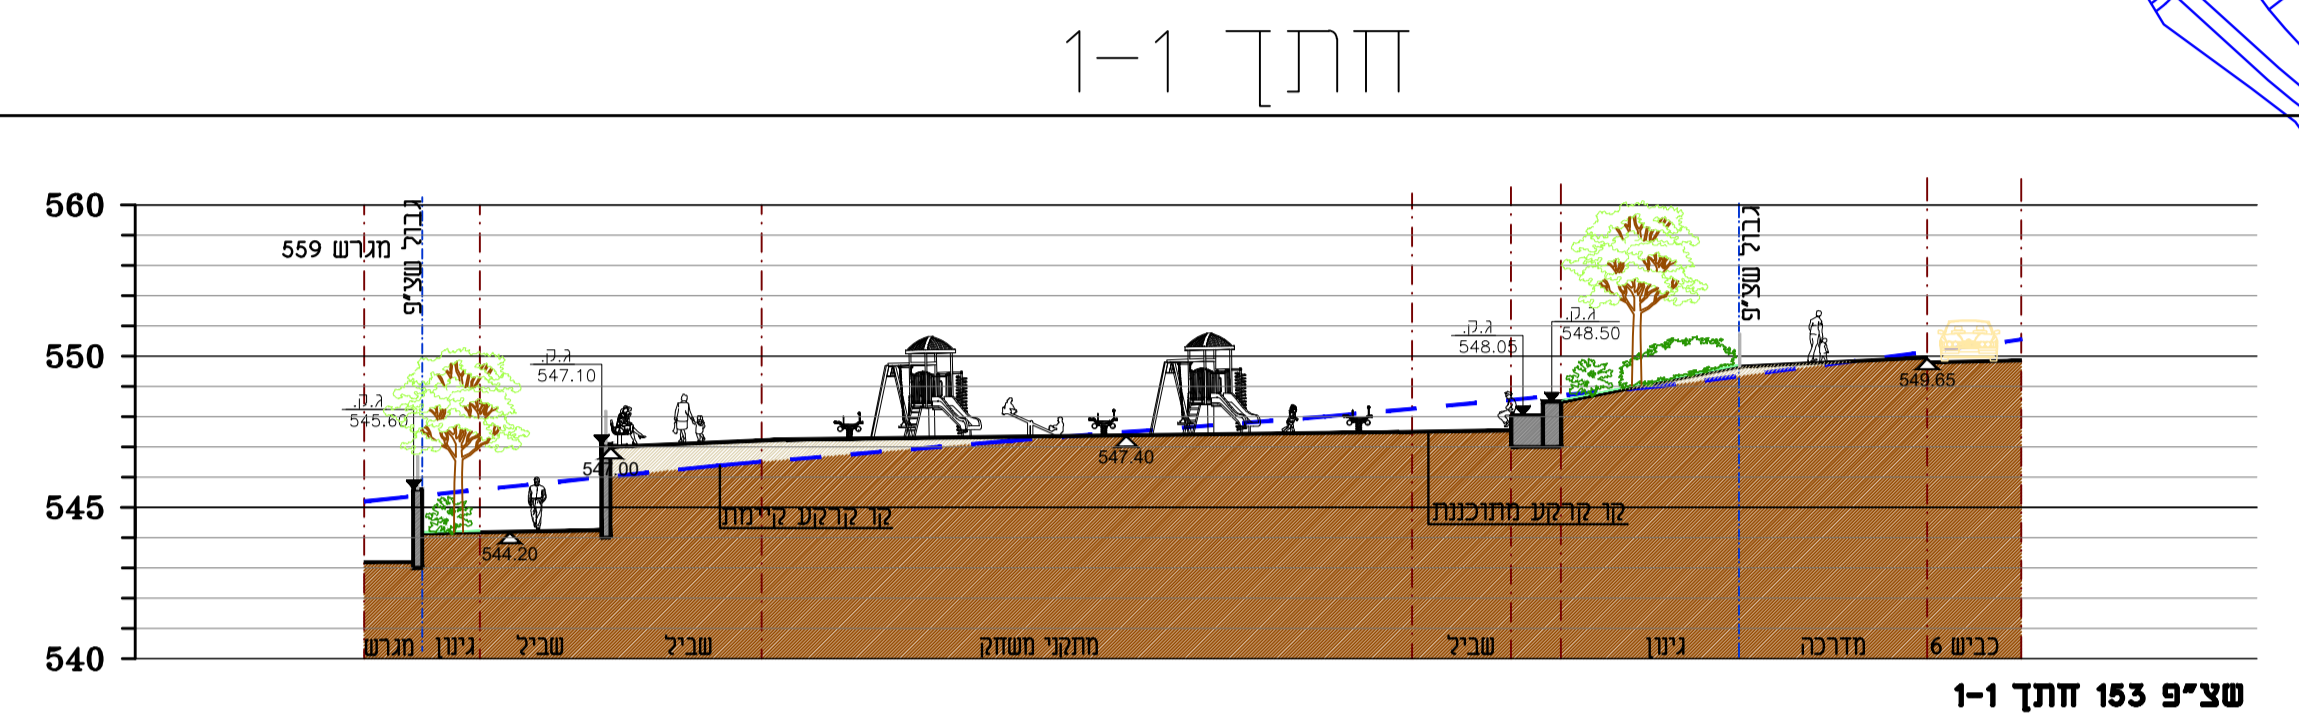 חתך 1-1
560
550
545
540
מגרש 559
גבול שצ"פ
ג.ק.
545.60
ג.ק.
547.10
547.00
544.20
547.40
ג.ק.
548.05
ג.ק.
548.50
גבול שצ"פ
549.65
קו קרקע קיימת
קו קרקע מתוכננת
מגרש
גינון
שביל
שביל
מתקני משחק
שביל
גינון
מדרכה
כביש 6
שצ"פ 153 חתך 1-1